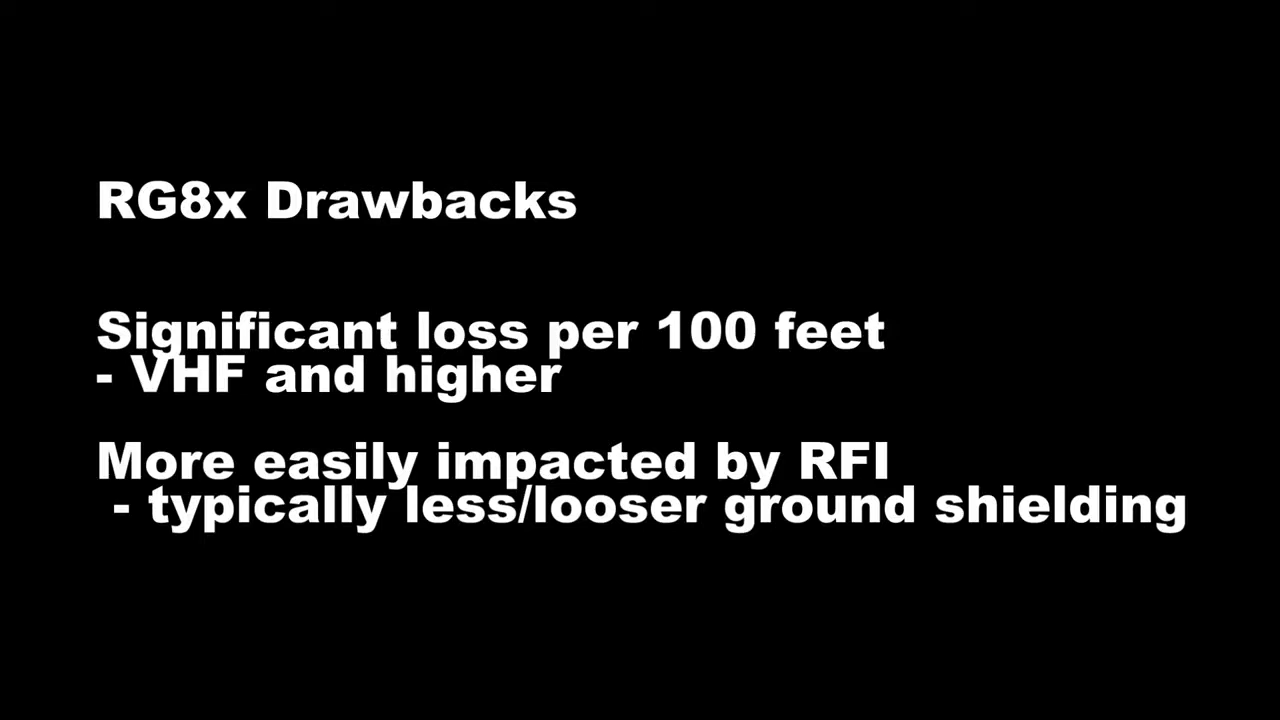 RG8x Drawbacks
Significant loss per 100 feet
- VHF and higher
More easily impacted by RFI
- typically less/looser ground shielding